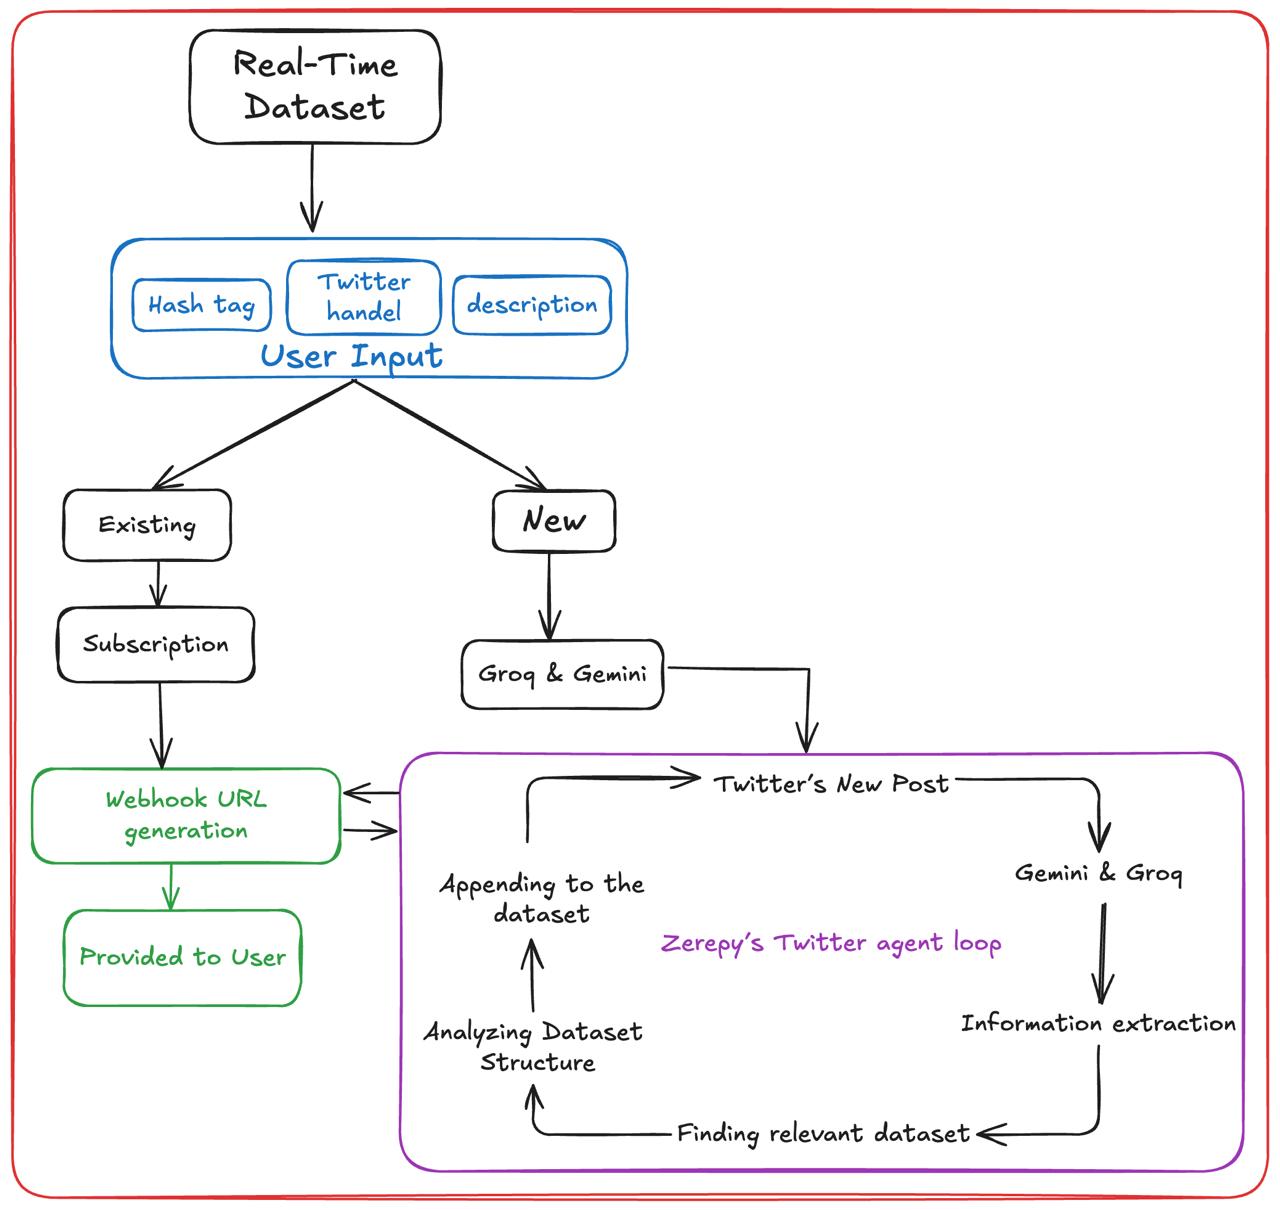 Real-Time
Dataset
Hash tag
Twitter
handel
description
User Input
Existing
New
Subscription
Groq & Gemini
Webhook URL
generation
Provided to User
Twitter's New Post
Gemini & Groq
Appending to the
dataset
Zerepy's Twitter agent loop
Information extraction
Analyzing Dataset
Structure
Finding relevant dataset